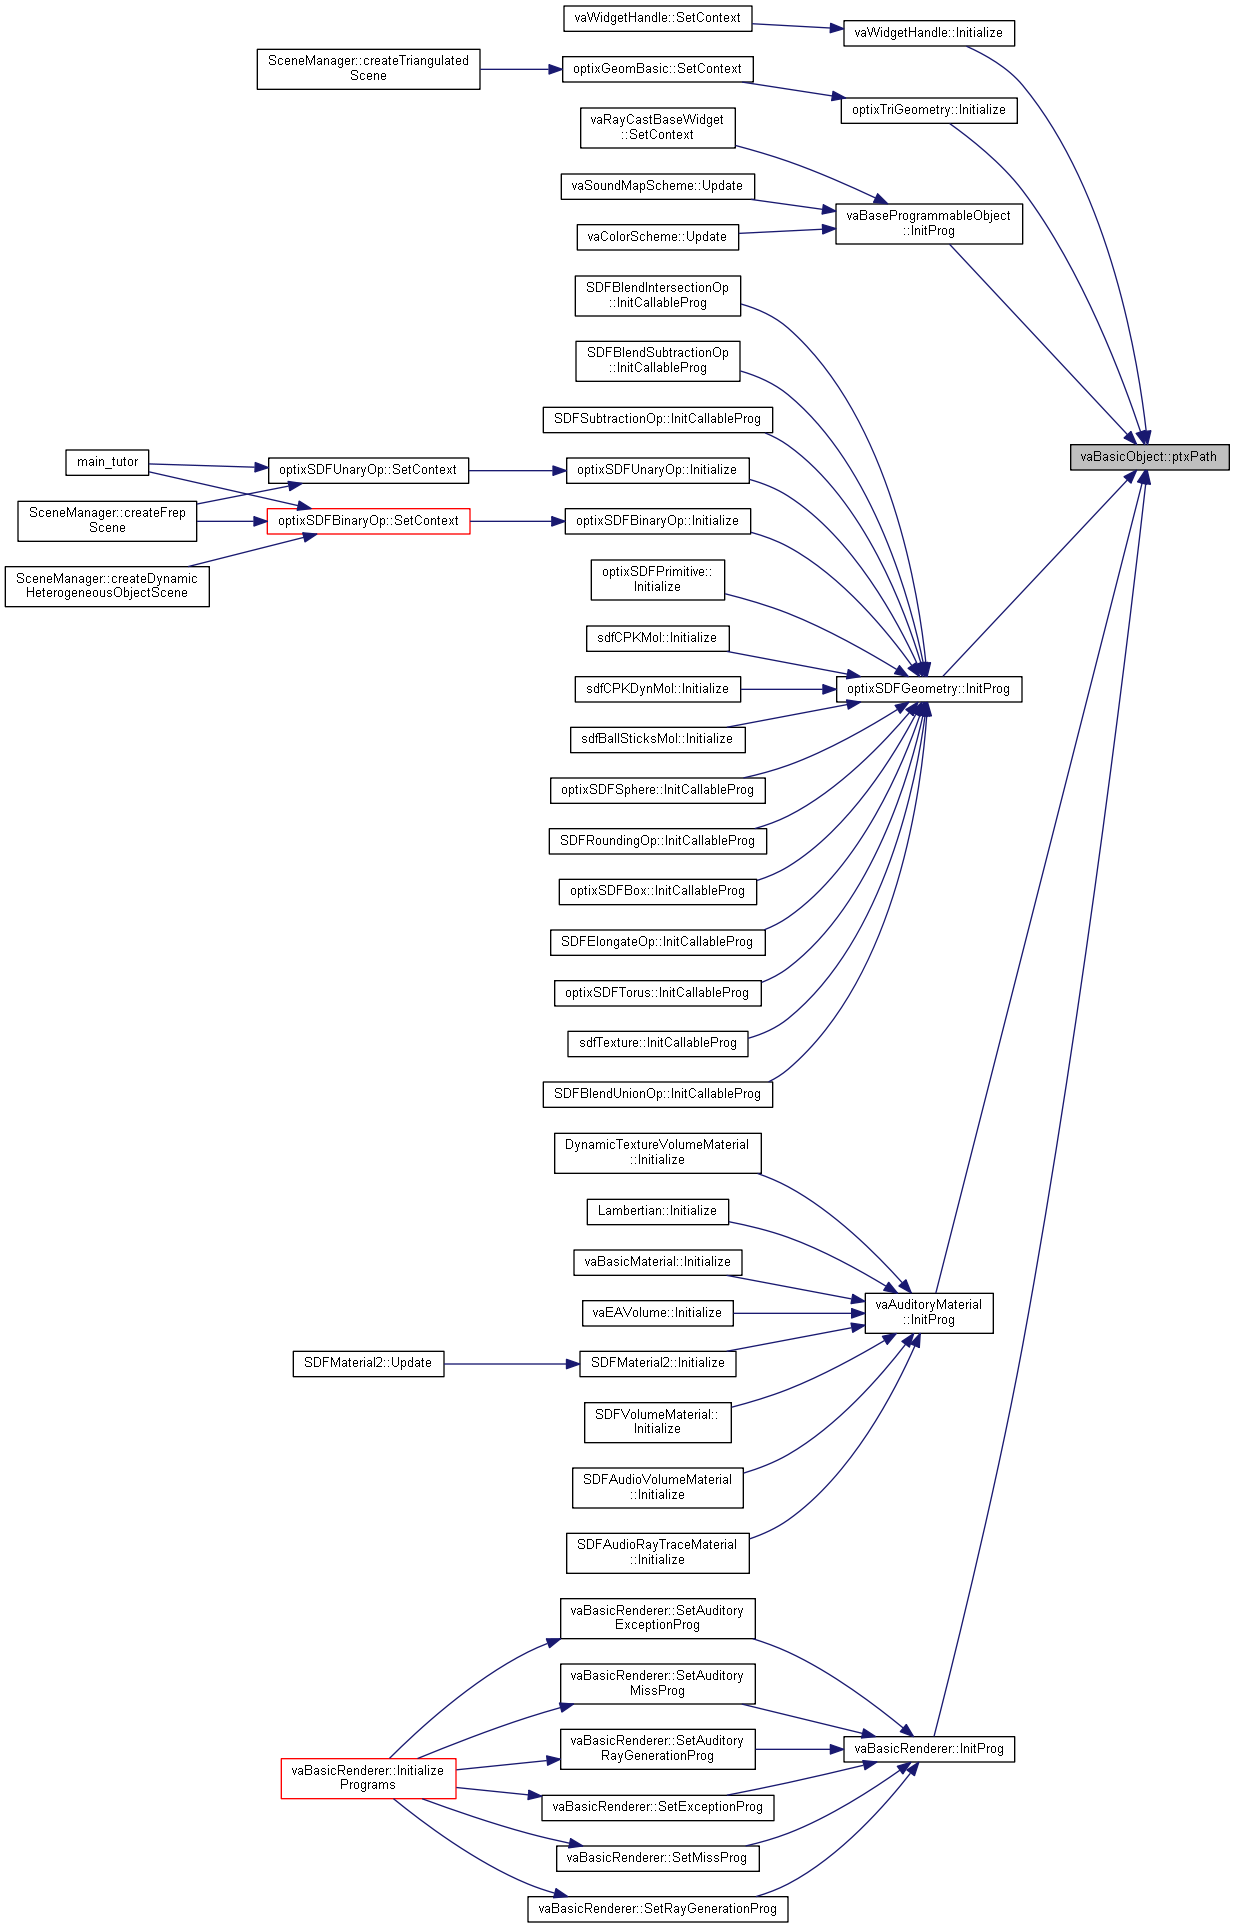 vaWidgetHandle::SetContext
vaWidgetHandle::Initialize
SceneManager::createTriangulated
Scene
optixGeomBasic::SetContext
optixTriGeometry::Initialize
vaRayCastBaseWidget
::SetContext
vaSoundMapScheme::Update
vaBaseProgrammableObject
::InitProg
vaColorScheme::Update
SDFBlendIntersectionOp
::InitCallableProg
SDFBlendSubtractionOp
::InitCallableProg
SDFSubtractionOp::InitCallableProg
main_tutor
optixSDFUnaryOp::SetContext
optixSDFUnaryOp::Initialize
vaBasicObject::ptxPath
SceneManager::createFrep
Scene
optixSDFBinaryOp::SetContext
optixSDFBinaryOp::Initialize
SceneManager::createDynamic
HeterogeneousObjectScene
optixSDFPrimitive::
Initialize
sdfCPKMol::Initialize
sdfCPKDynMol::Initialize
optixSDFGeometry::InitProg
sdfBallSticksMol::Initialize
optixSDFSphere::InitCallableProg
SDFRoundingOp::InitCallableProg
optixSDFBox::InitCallableProg
SDFElongateOp::InitCallableProg
optixSDFTorus::InitCallableProg
sdfTexture::InitCallableProg
SDFBlendUnionOp::InitCallableProg
DynamicTextureVolumeMaterial
::Initialize
Lambertian::Initialize
vaBasicMaterial::Initialize
vaEAVolume::Initialize
vaAuditoryMaterial
::InitProg
SDFMaterial2::Update
SDFMaterial2::Initialize
SDFVolumeMaterial::
Initialize
SDFAudioVolumeMaterial
::Initialize
SDFAudioRayTraceMaterial
::Initialize
vaBasicRenderer::SetAuditory
ExceptionProg
vaBasicRenderer::SetAuditory
MissProg
vaBasicRenderer::SetAuditory
RayGenerationProg
vaBasicRenderer::InitProg
vaBasicRenderer::Initialize
Programs
vaBasicRenderer::SetExceptionProg
vaBasicRenderer::SetMissProg
vaBasicRenderer::SetRayGenerationProg